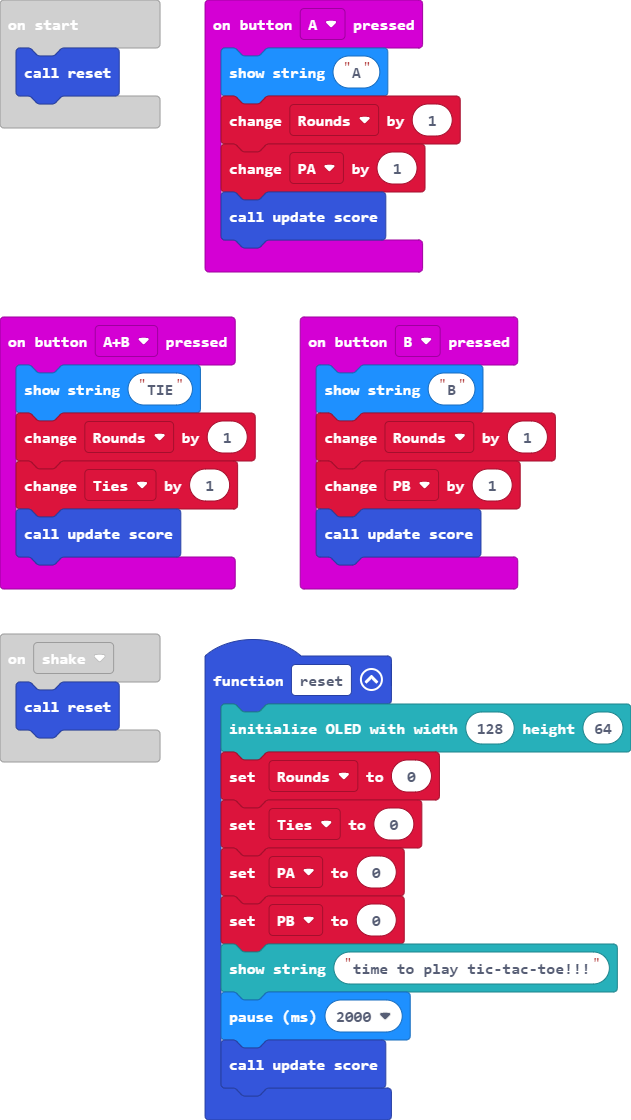 on start
call reset
on button A pressed
show string "A"
change Rounds by 1
change PA by 1
call update score
on button A+B pressed
show string "TIE"
change Rounds by 1
change Ties by 1
call update score
on button B pressed
show string "B"
change Rounds by 1
change PB by 1
call update score
on shake
call reset
function reset
initialize OLED with width 128 height 64
set Rounds to 0
set Ties to 0
set PA to 0
set PB to 0
show string "time to play tic-tac-toe!!!"
pause (ms) 2000
call update score